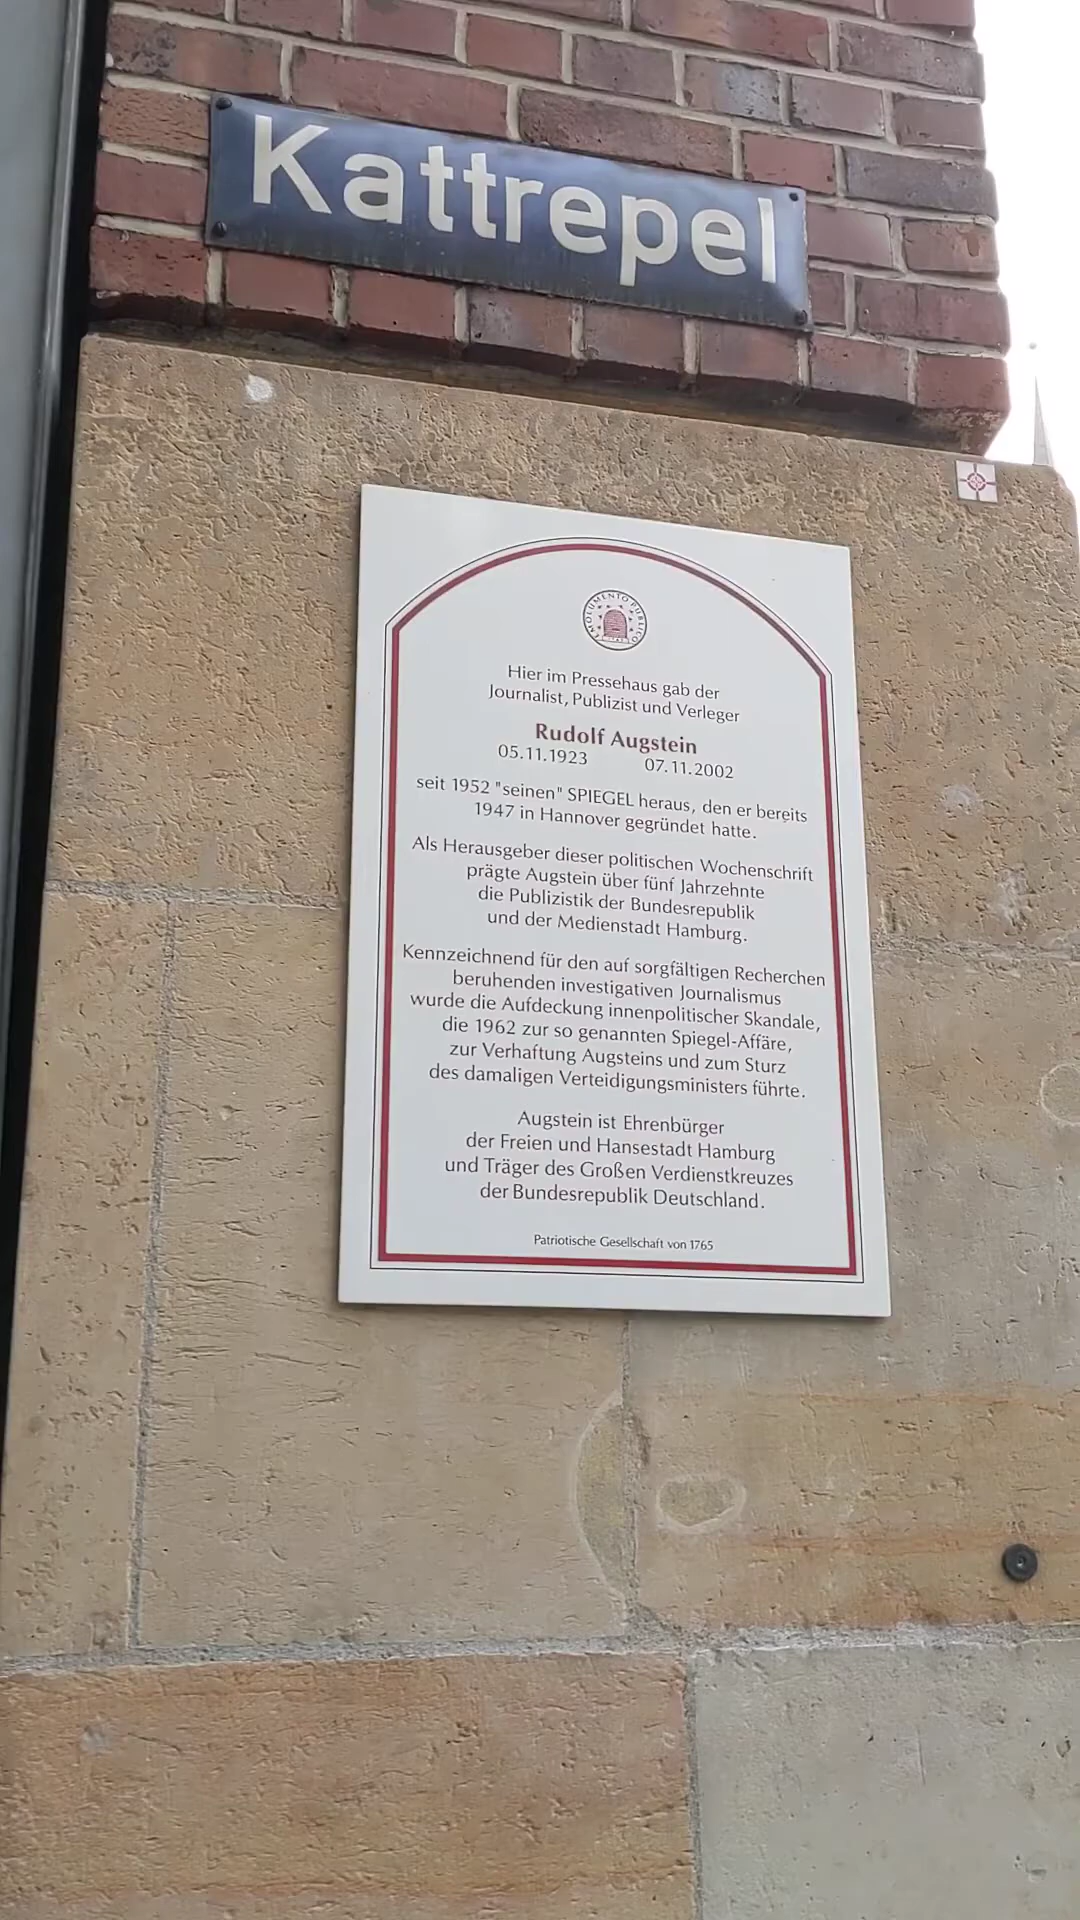 Kattrepel
EMOLUMENTO PUBLICO
Hier im Pressehaus gab der
Journalist, Publizist und Verleger
Rudolf Augstein
05.11.1923 07.11.2002
seit 1952 "seinen" SPIEGEL heraus, den er bereits
1947 in Hannover gegründet hatte.
Als Herausgeber dieser politischen Wochenschrift
prägte Augstein über fünf Jahrzehnte
die Publizistik der Bundesrepublik
und der Medienstadt Hamburg.
Kennzeichnend für den auf sorgfältigen Recherchen
beruhenden investigativen Journalismus
wurde die Aufdeckung innenpolitischer Skandale,
die 1962 zur so genannten Spiegel-Affäre,
zur Verhaftung Augsteins und zum Sturz
des damaligen Verteidigungsministers führte.
Augstein ist Ehrenbürger
der Freien und Hansestadt Hamburg
und Träger des Großen Verdienstkreuzes
der Bundesrepublik Deutschland.
Patriotische Gesellschaft von 1765